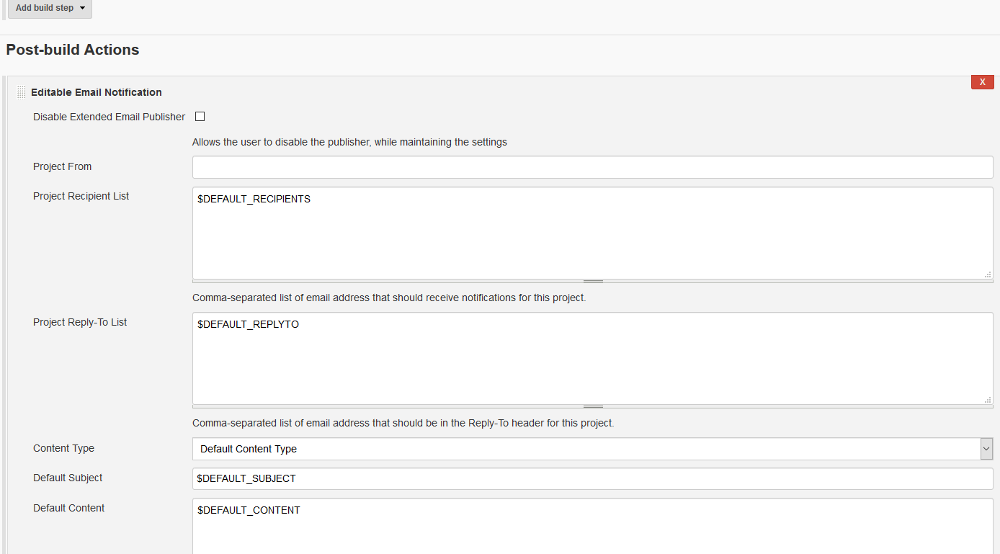 Add build step
Post-build Actions
X
Editable Email Notification
Disable Extended Email Publisher
Allows the user to disable the publisher, while maintaining the settings
Project From
Project Recipient List
$DEFAULT_RECIPIENTS
Comma-separated list of email address that should receive notifications for this project.
Project Reply-To List
$DEFAULT_REPLYTO
Comma-separated list of email address that should be in the Reply-To header for this project.
Content Type
Default Content Type
Default Subject
$DEFAULT_SUBJECT
Default Content
$DEFAULT_CONTENT